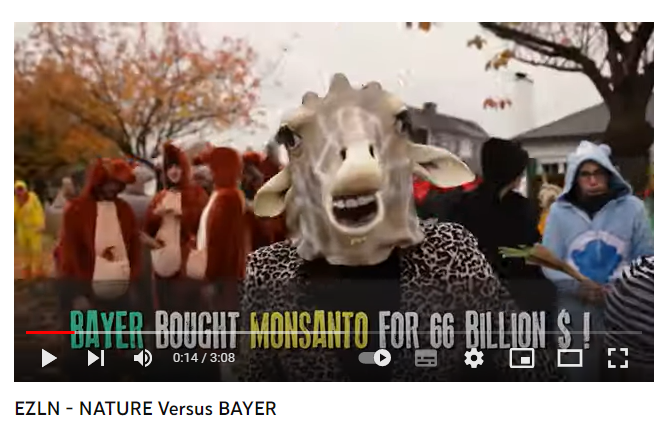 BAYER BOUGHT MONSANTO FOR 66 BILLION $ !
0:14 / 3:08
EZLN - NATURE Versus BAYER